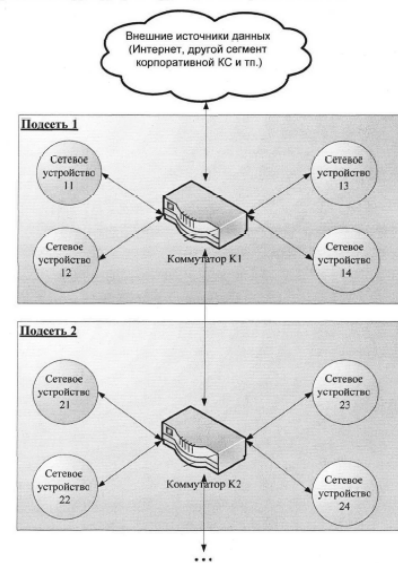 Внешние источники данных
(Интернет, другой сегмент
корпоративной КС и тп.)
Подсеть 1
Сетевое
устройство
11
Сетевое
устройство
13
Сетевое
устройство
12
Сетевое
устройство
14
Коммутатор К1
Подсеть 2
Сетевое
устройство
21
Сетевое
устройство
23
Сетевое
устройство
22
Сетевое
устройство
24
Коммутатор К2
...